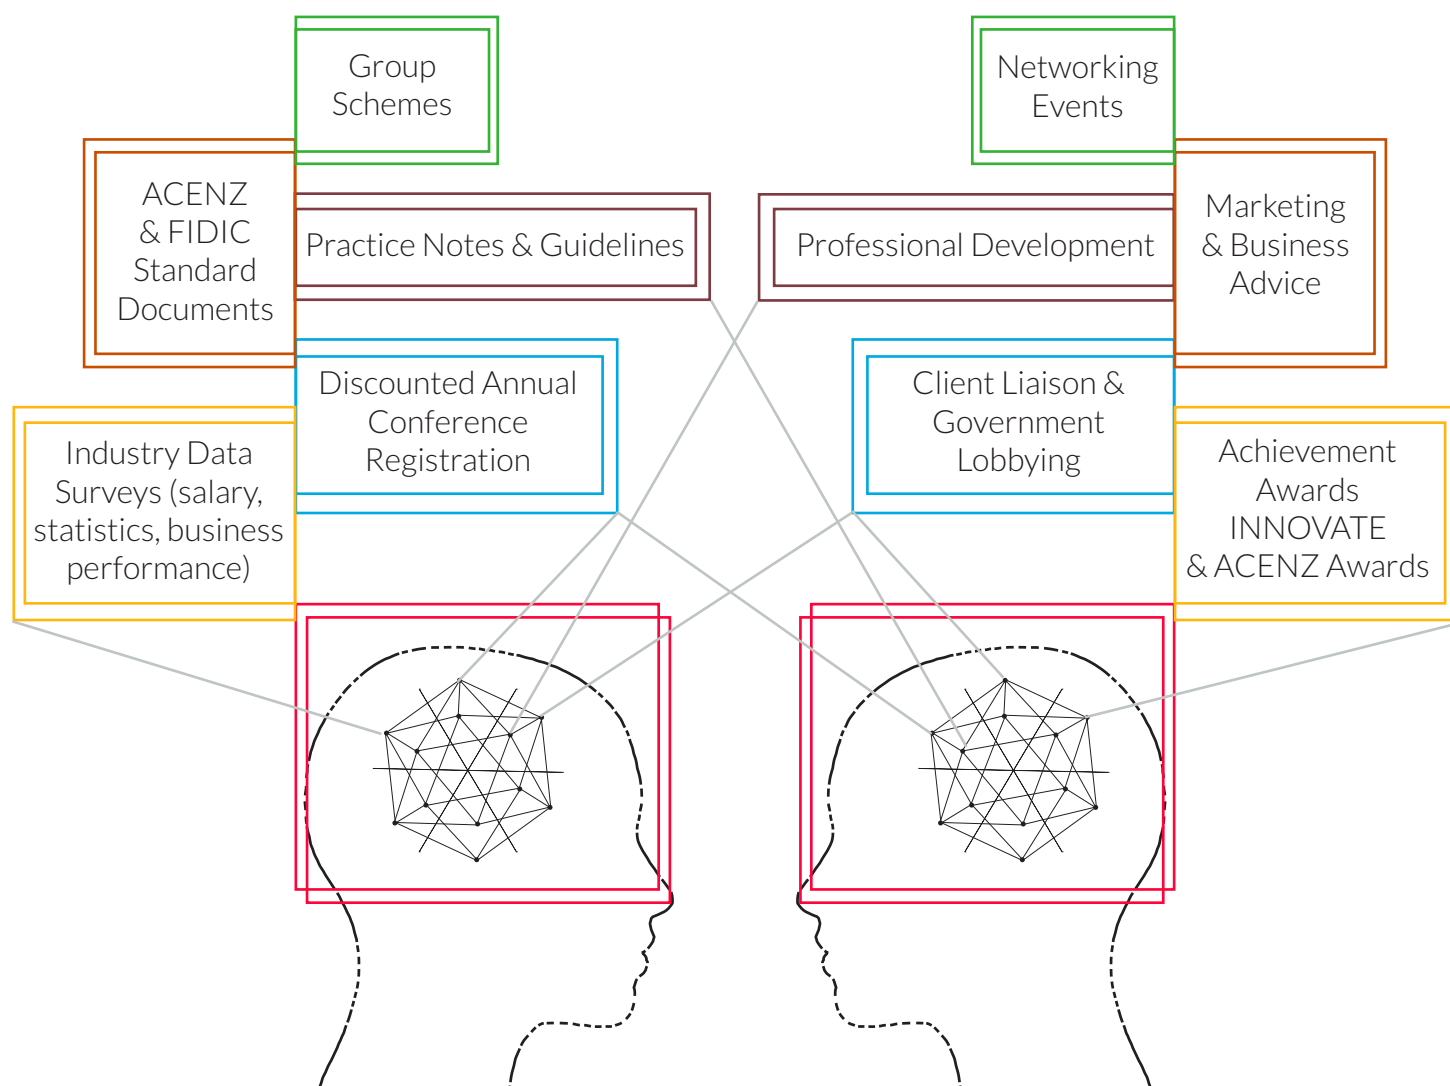 Group
Schemes
Networking
Events
ACENZ
& FIDIC
Standard
Documents
Practice Notes & Guidelines
Professional Development
Marketing
& Business
Advice
Discounted Annual
Conference
Registration
Client Liaison &
Government
Lobbying
Industry Data
Surveys (salary,
statistics, business
performance)
Achievement
Awards
INNOVATE
& ACENZ Awards